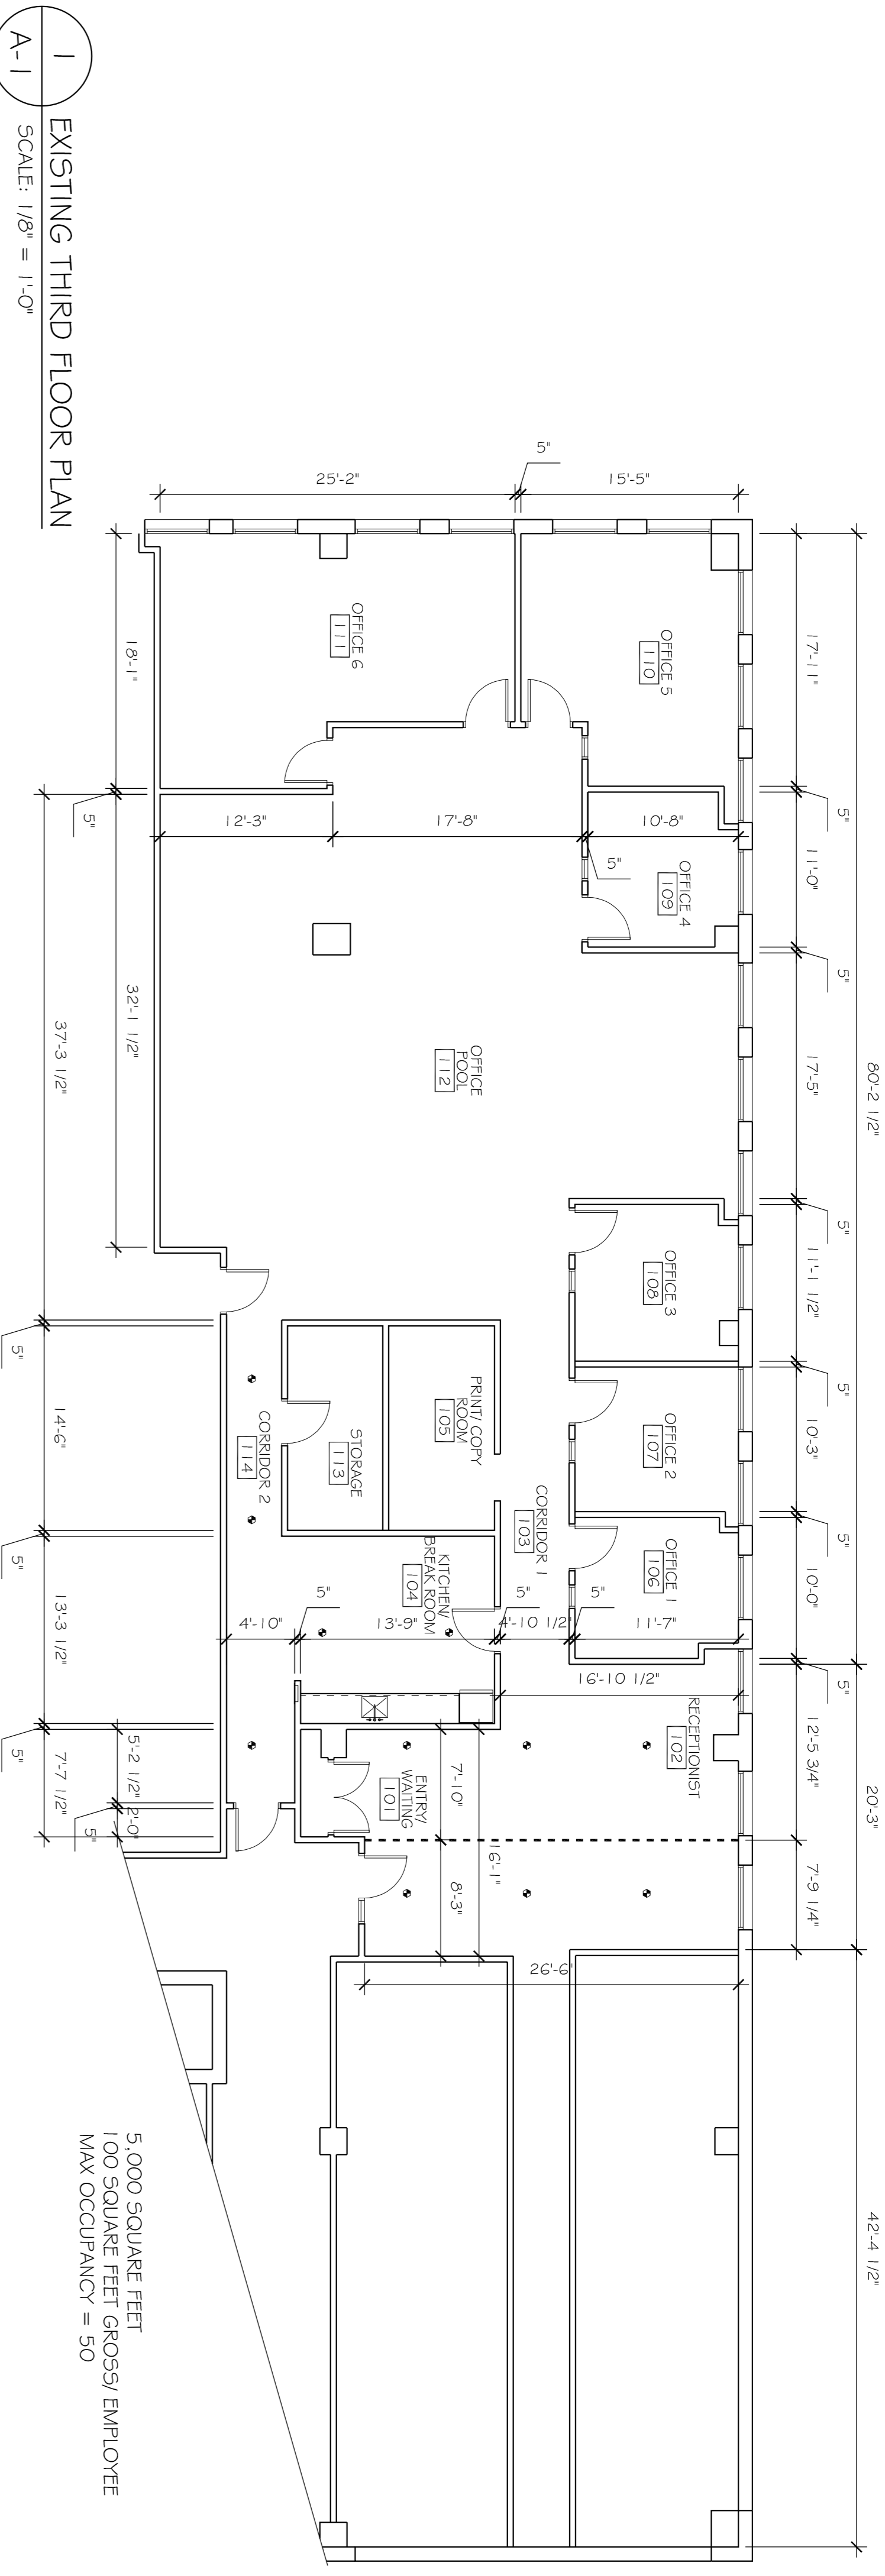 80'-2 1/2"
20'-3"
42'-4 1/2"
17'-11"
5"
11'-0"
5"
17'-5"
5"
11'-1 1/2"
5"
10'-3"
5"
10'-0"
5"
12'-5 3/4"
7'-9 1/4"
15'-5"
5"
25'-2"
OFFICE 5
110
OFFICE 4
109
OFFICE 3
108
OFFICE 2
107
OFFICE 1
106
RECEPTIONIST
102
10'-8"
5"
17'-8"
12'-3"
11'-7"
5"
4'-10 1/2"
5"
13'-9"
5"
4'-10"
16'-10 1/2"
26'-6"
CORRIDOR 1
103
OFFICE
POOL
112
PRINT/ COPY
ROOM
105
KITCHEN/
BREAK ROOM
104
ENTRY/
WAITING
101
16'-1"
7'-10"
8'-3"
OFFICE 6
111
STORAGE
113
CORRIDOR 2
114
18'-1"
5"
32'-1 1/2"
5'-2 1/2"
2'-0"
5"
37'-3 1/2"
5"
14'-6"
5"
13'-3 1/2"
5"
7'-7 1/2"
5,000 SQUARE FEET
100 SQUARE FEET GROSS/ EMPLOYEE
MAX OCCUPANCY = 50
1
A-1
EXISTING THIRD FLOOR PLAN
SCALE: 1/8" = 1'-0"